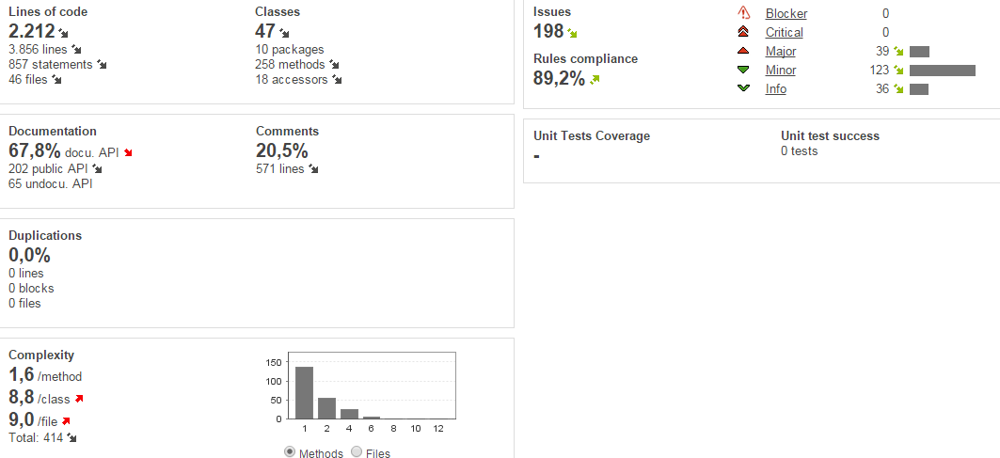 Lines of code
2.212
3.856 lines
857 statements
46 files
Classes
47
10 packages
258 methods
18 accessors
Documentation
67,8% docu. API
202 public API
65 undocu. API
Comments
20,5%
571 lines
Duplications
0,0%
0 lines
0 blocks
0 files
Complexity
1,6 /method
8,8 /class
9,0 /file
Total: 414
150
100
50
0
1 2 4 6 8 10 12
Methods Files
Issues
198
Rules compliance
89,2%
Blocker 0
Critical 0
Major 39
Minor 123
Info 36
Unit Tests Coverage
-
Unit test success
0 tests